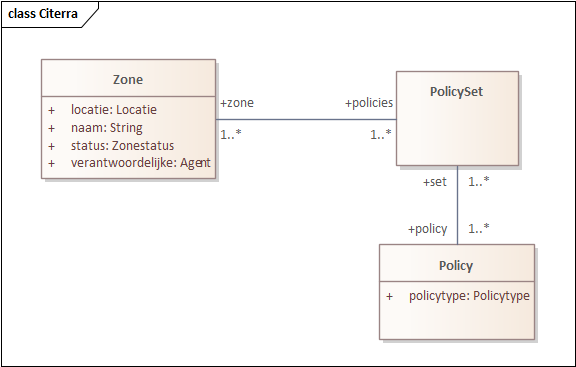 class Citerra
Zone
+ locatie: Locatie
+ naam: String
+ status: Zonestatus
+ verantwoordelijke: Agent
+zone
+policies
1..*
1..*
PolicySet
+set
1..*
+policy
1..*
Policy
+ policytype: Policytype